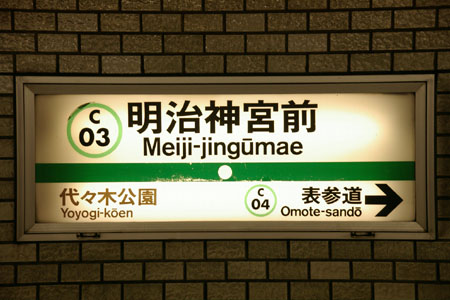 C
03
明治神宮前
Meiji-jingūmae
代々木公園
Yoyogi-kōen
C
04
表参道
Omote-sandō